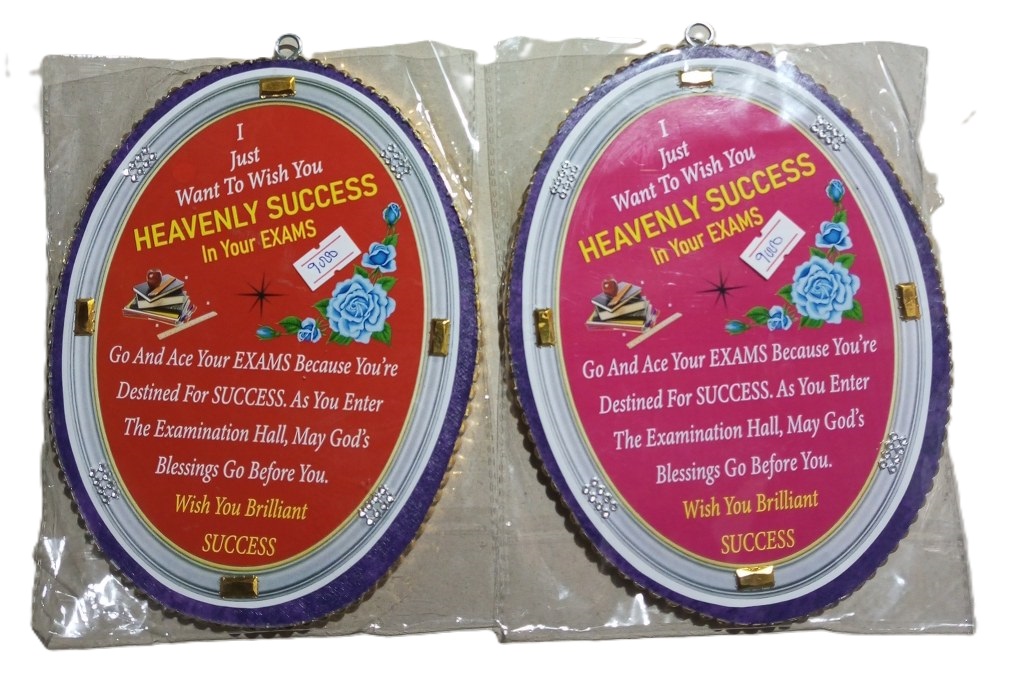 I
Just
Want To Wish You
HEAVENLY SUCCESS
In Your EXAMS
9000
Go And Ace Your EXAMS Because You're
Destined For SUCCESS. As You Enter
The Examination Hall, May God's
Blessings Go Before You.
Wish You Brilliant
SUCCESS
I
Just
Want To Wish You
HEAVENLY SUCCESS
In Your EXAMS
9000
Go And Ace Your EXAMS Because You're
Destined For SUCCESS. As You Enter
The Examination Hall, May God's
Blessings Go Before You.
Wish You Brilliant
SUCCESS